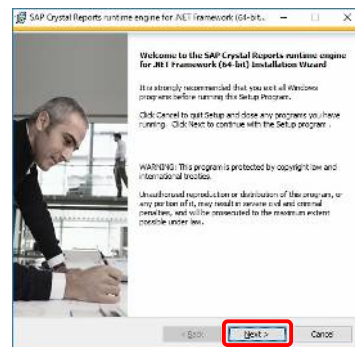 SAP Crystal Reports runtime engine for .NET Framework (64-bit...
Welcome to the SAP Crystal Reports runtime engine
for .NET Framework (64-bit) Installation Wizard
It is strongly recommended that you exit all Windows
programs before running this Setup Program.
Click Cancel to quit Setup and close any programs you have
running. Click Next to continue with the Setup program .
WARNING: This program is protected by copyright law and
international treaties.
Unauthorized reproduction or distribution of this program, or
any portion of it, may result in severe civil and criminal
penalties, and will be prosecuted to the maximum extent
possible under law.
< Back
Next >
Cancel